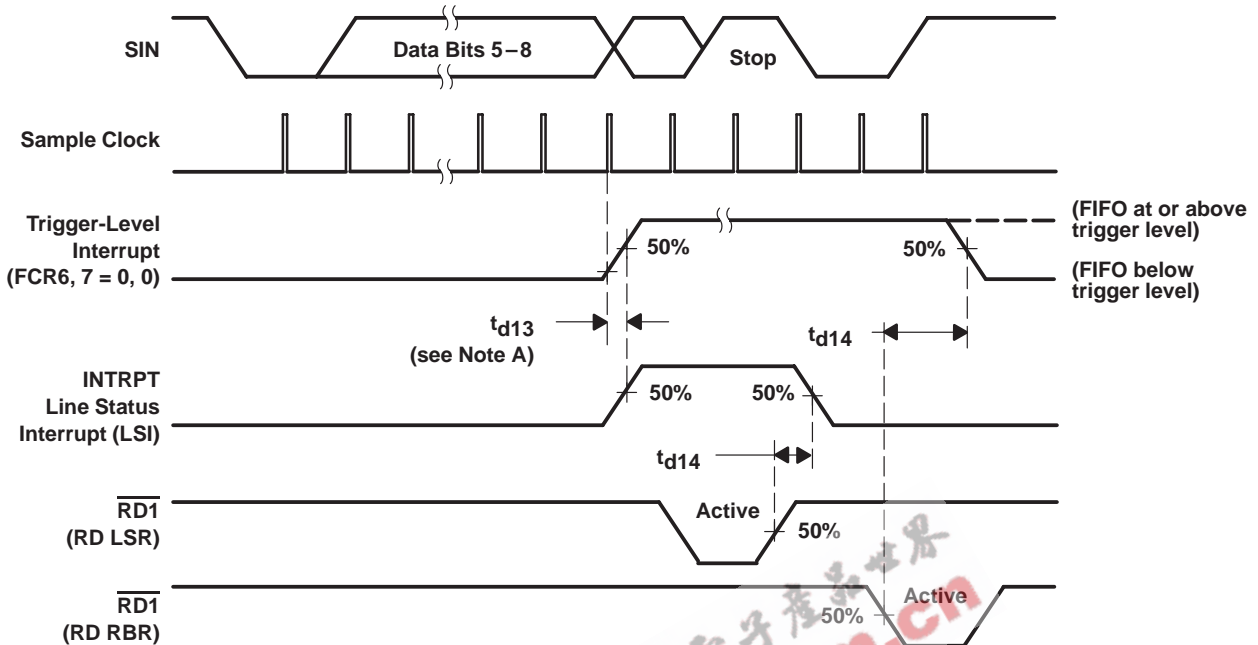 SIN
Data Bits 5–8
Stop
Sample Clock
Trigger-Level
Interrupt
(FCR6, 7 = 0, 0)
50%
50%
(FIFO at or above
trigger level)
(FIFO below
trigger level)
td13
(see Note A)
td14
INTRPT
Line Status
Interrupt (LSI)
50%
50%
td14
RD1
(RD LSR)
Active
50%
RD1
(RD RBR)
50%
Active